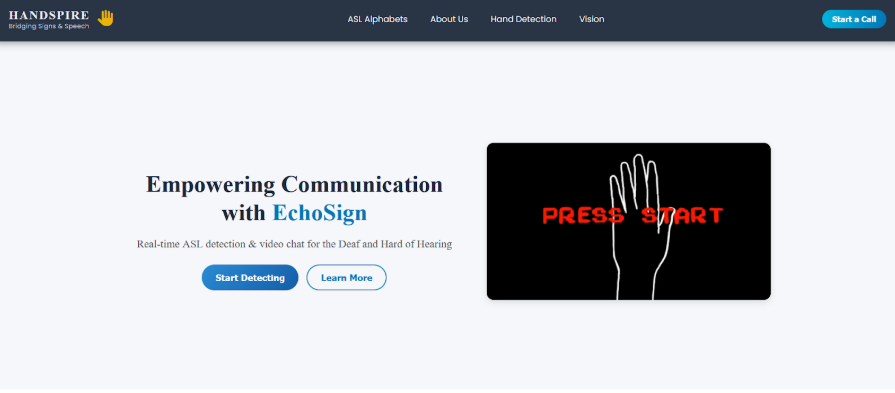 HANDSPIRE
Bridging Signs & Speech
ASL Alphabets
About Us
Hand Detection
Vision
Start a Call
Empowering Communication
with EchoSign
Real-time ASL detection & video chat for the Deaf and Hard of Hearing
Start Detecting
Learn More
PRESS START